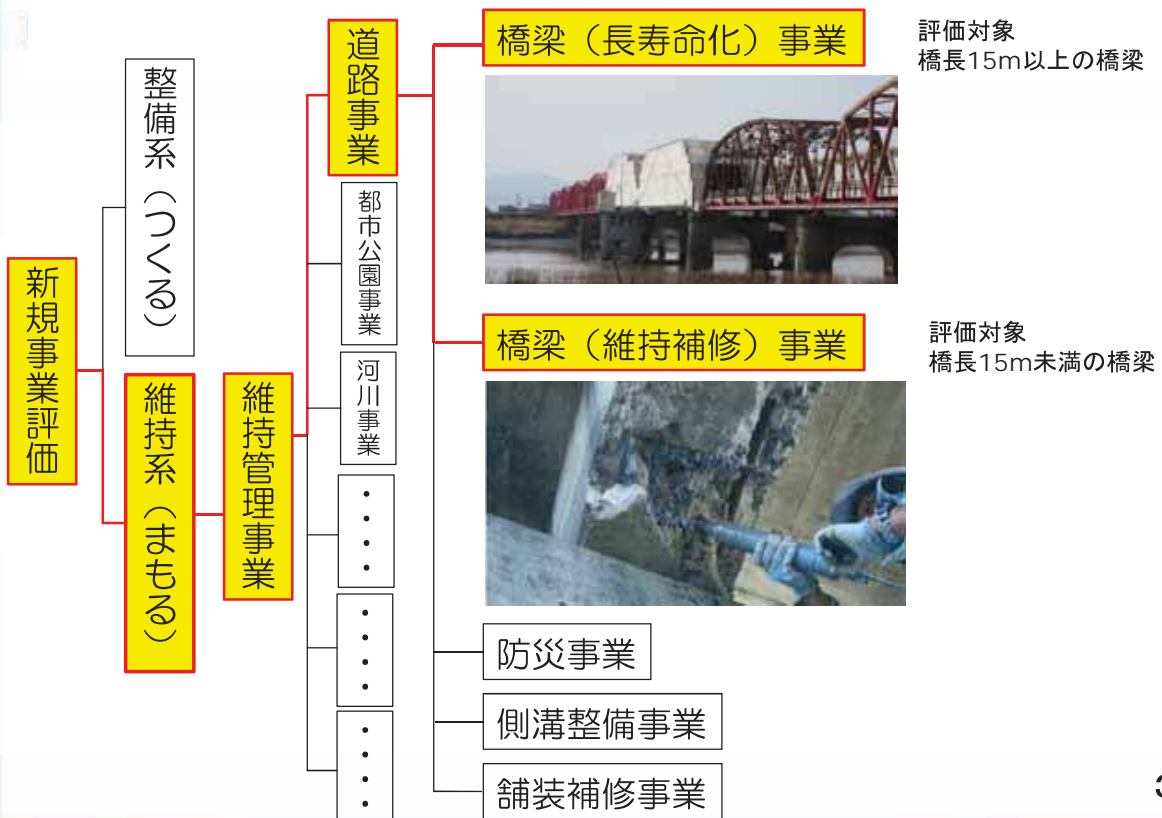 新規事業評価
整備系（つくる）
維持系（まもる）
維持管理事業
道路事業
都市公園事業
河川事業
・・・・
・・・・
・・・・
橋梁（長寿命化）事業
評価対象
橋長15m以上の橋梁
橋梁（維持補修）事業
評価対象
橋長15m未満の橋梁
防災事業
側溝整備事業
舗装補修事業